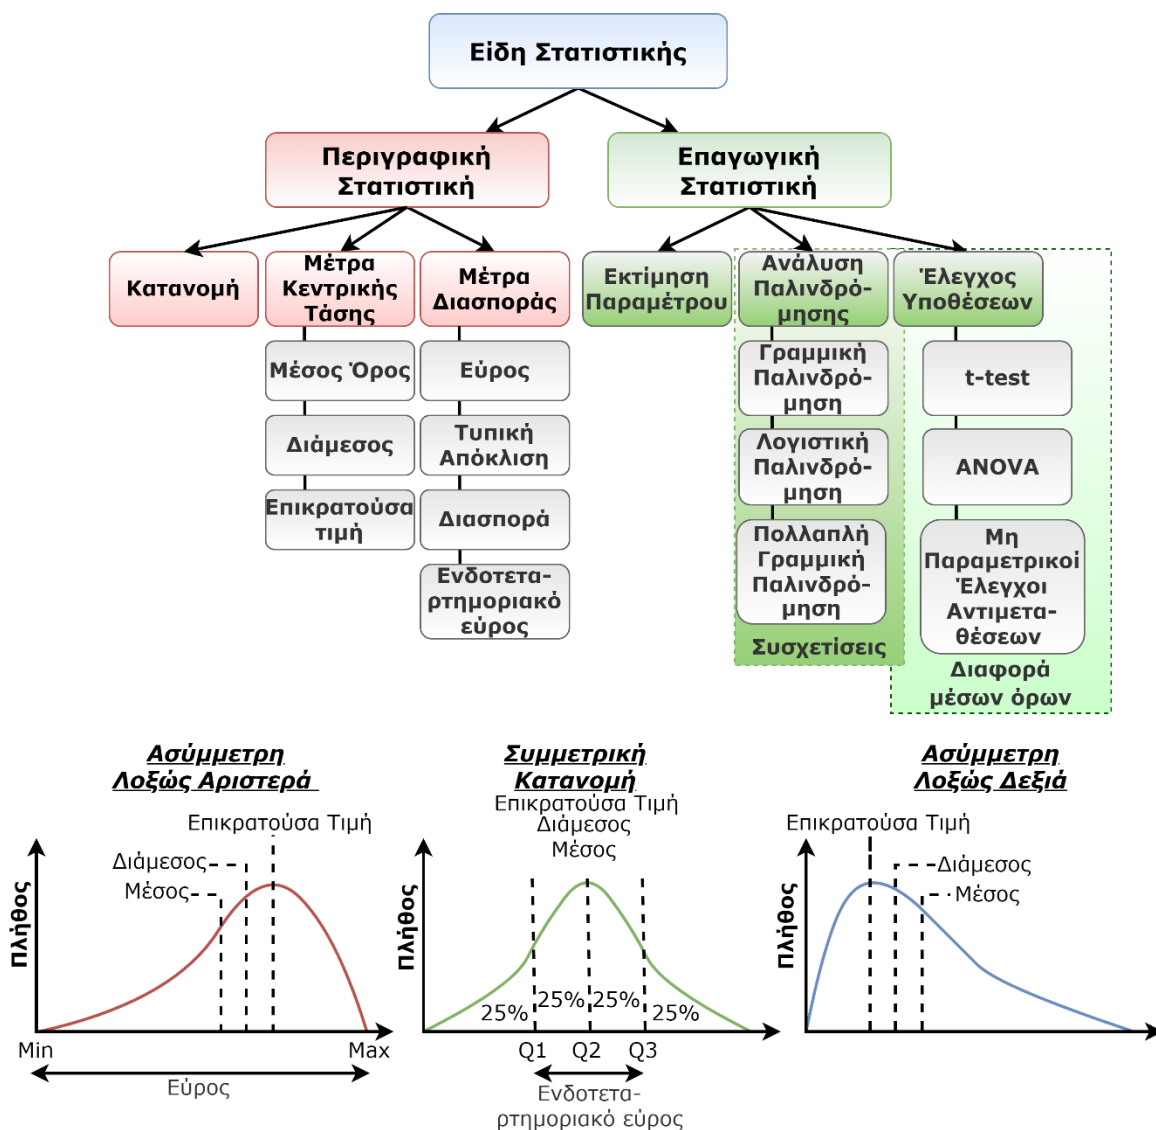 Είδη Στατιστικής
Περιγραφική
Στατιστική
Επαγωγική
Στατιστική
Κατανομή
Μέτρα
Κεντρικής
Τάσης
Μέτρα
Διασποράς
Εκτίμηση
Παραμέτρου
Ανάλυση
Παλινδρό-
μησης
Έλεγχος
Υποθέσεων
Μέσος Όρος
Διάμεσος
Επικρατούσα
τιμή
Εύρος
Τυπική
Απόκλιση
Διασπορά
Ενδοτετα-
ρτημοριακό
εύρος
Γραμμική
Παλινδρό-
μηση
Λογιστική
Παλινδρό-
μηση
Πολλαπλή
Γραμμική
Παλινδρό-
μηση
Συσχετίσεις
t-test
ANOVA
Μη
Παραμετρικοί
Έλεγχοι
Αντιμετα-
θέσεων
Διαφορά
μέσων όρων
Ασύμμετρη
Λοξώς Αριστερά
Επικρατούσα Τιμή
Διάμεσος
Μέσος
Πλήθος
Min
Max
Εύρος
Συμμετρική
Κατανομή
Επικρατούσα Τιμή
Διάμεσος
Μέσος
Πλήθος
25%
25%
25%
25%
Q1
Q2
Q3
Ενδοτετα-
ρτημοριακό εύρος
Ασύμμετρη
Λοξώς Δεξιά
Επικρατούσα Τιμή
Διάμεσος
Μέσος
Πλήθος